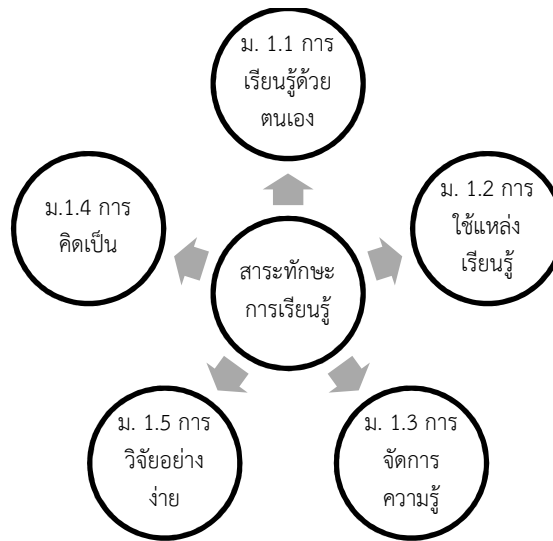 ม. 1.1 การ
เรียนรู้ด้วย
ตนเอง
ม.1.4 การ
คิดเป็น
ม. 1.2 การ
ใช้แหล่ง
เรียนรู้
สาระทักษะ
การเรียนรู้
ม. 1.5 การ
วิจัยอย่าง
ง่าย
ม. 1.3 การ
จัดการ
ความรู้